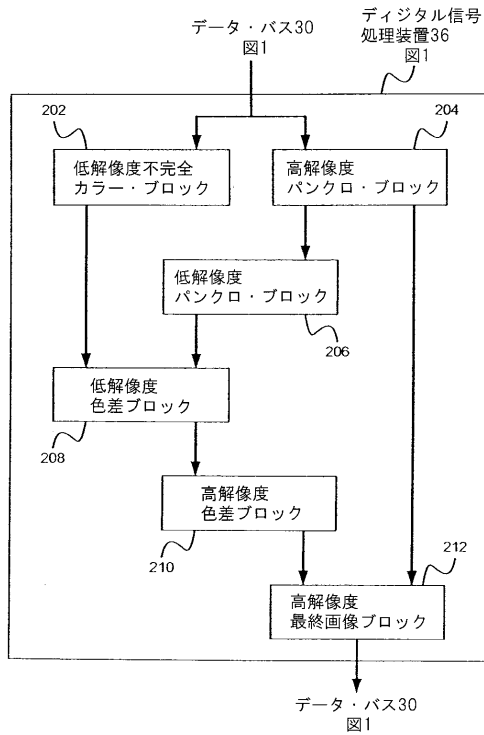 データ・バス30
図1
ディジタル信号
処理装置36
図1
202
204
低解像度不完全
カラー・ブロック
高解像度
パンクロ・ブロック
低解像度
パンクロ・ブロック
206
低解像度
色差ブロック
208
高解像度
色差ブロック
210
212
高解像度
最終画像ブロック
データ・バス30
図1